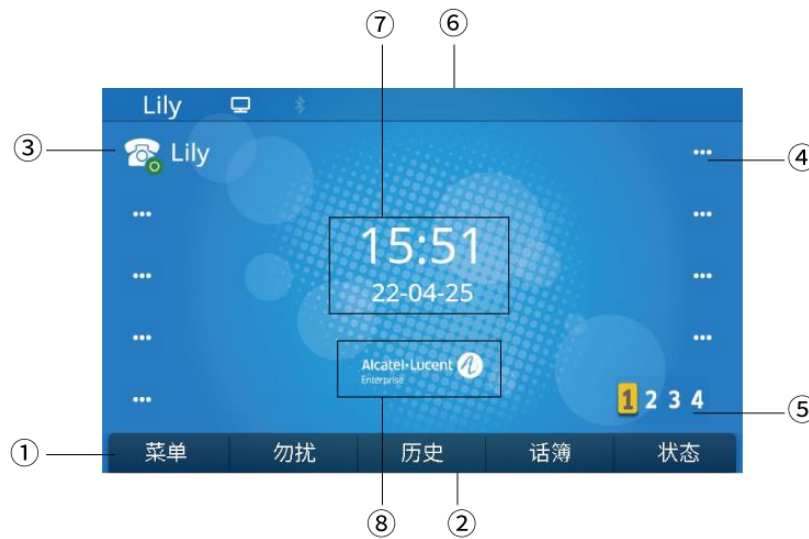 ⑦ ⑥
Lily
③ Lily ④
15:51
22-04-25
Alcatel·Lucent
Enterprise
1 2 3 4 ⑤
① 菜单 勿扰 历史 话簿 状态
⑧ ②